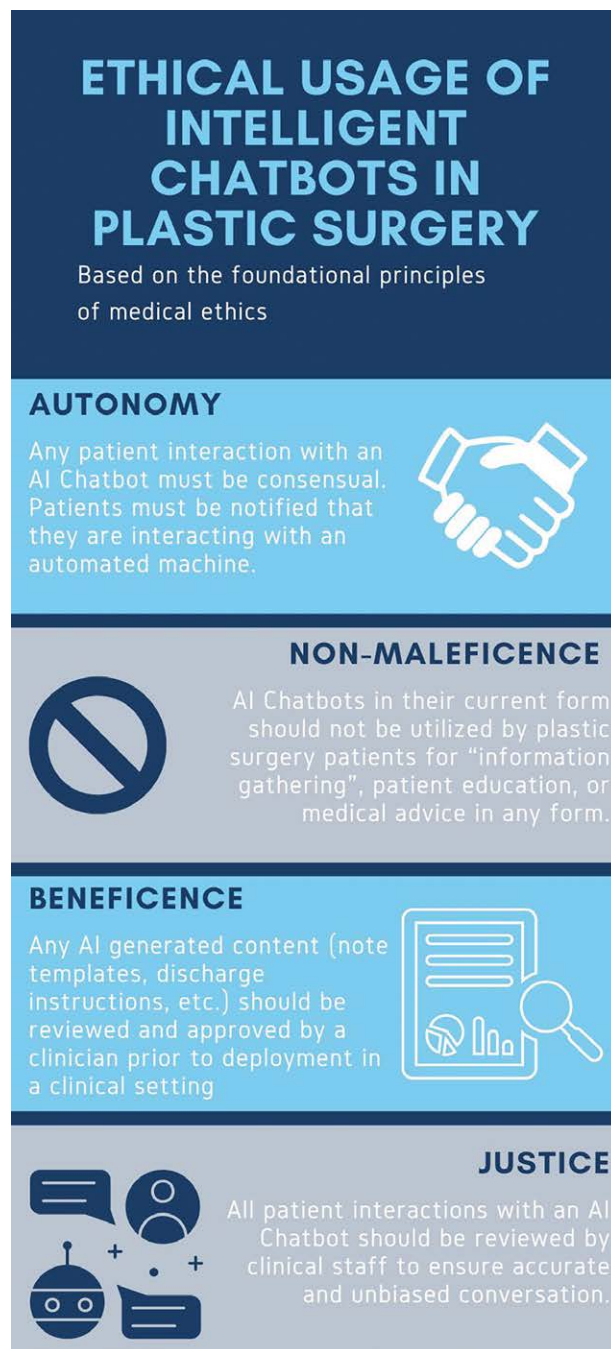 ETHICAL USAGE OF
INTELLIGENT
CHATBOTS IN
PLASTIC SURGERY
Based on the foundational principles
of medical ethics
AUTONOMY
Any patient interaction with an
AI Chatbot must be consensual.
Patients must be notified that
they are interacting with an
automated machine.
NON-MALEFICENCE
AI Chatbots in their current form
should not be utilized by plastic
surgery patients for “information
gathering”, patient education, or
medical advice in any form.
BENEFICENCE
Any AI generated content (note
templates, discharge
instructions, etc.) should be
reviewed and approved by a
clinician prior to deployment in
a clinical setting
JUSTICE
All patient interactions with an AI
Chatbot should be reviewed by
clinical staff to ensure accurate
and unbiased conversation.